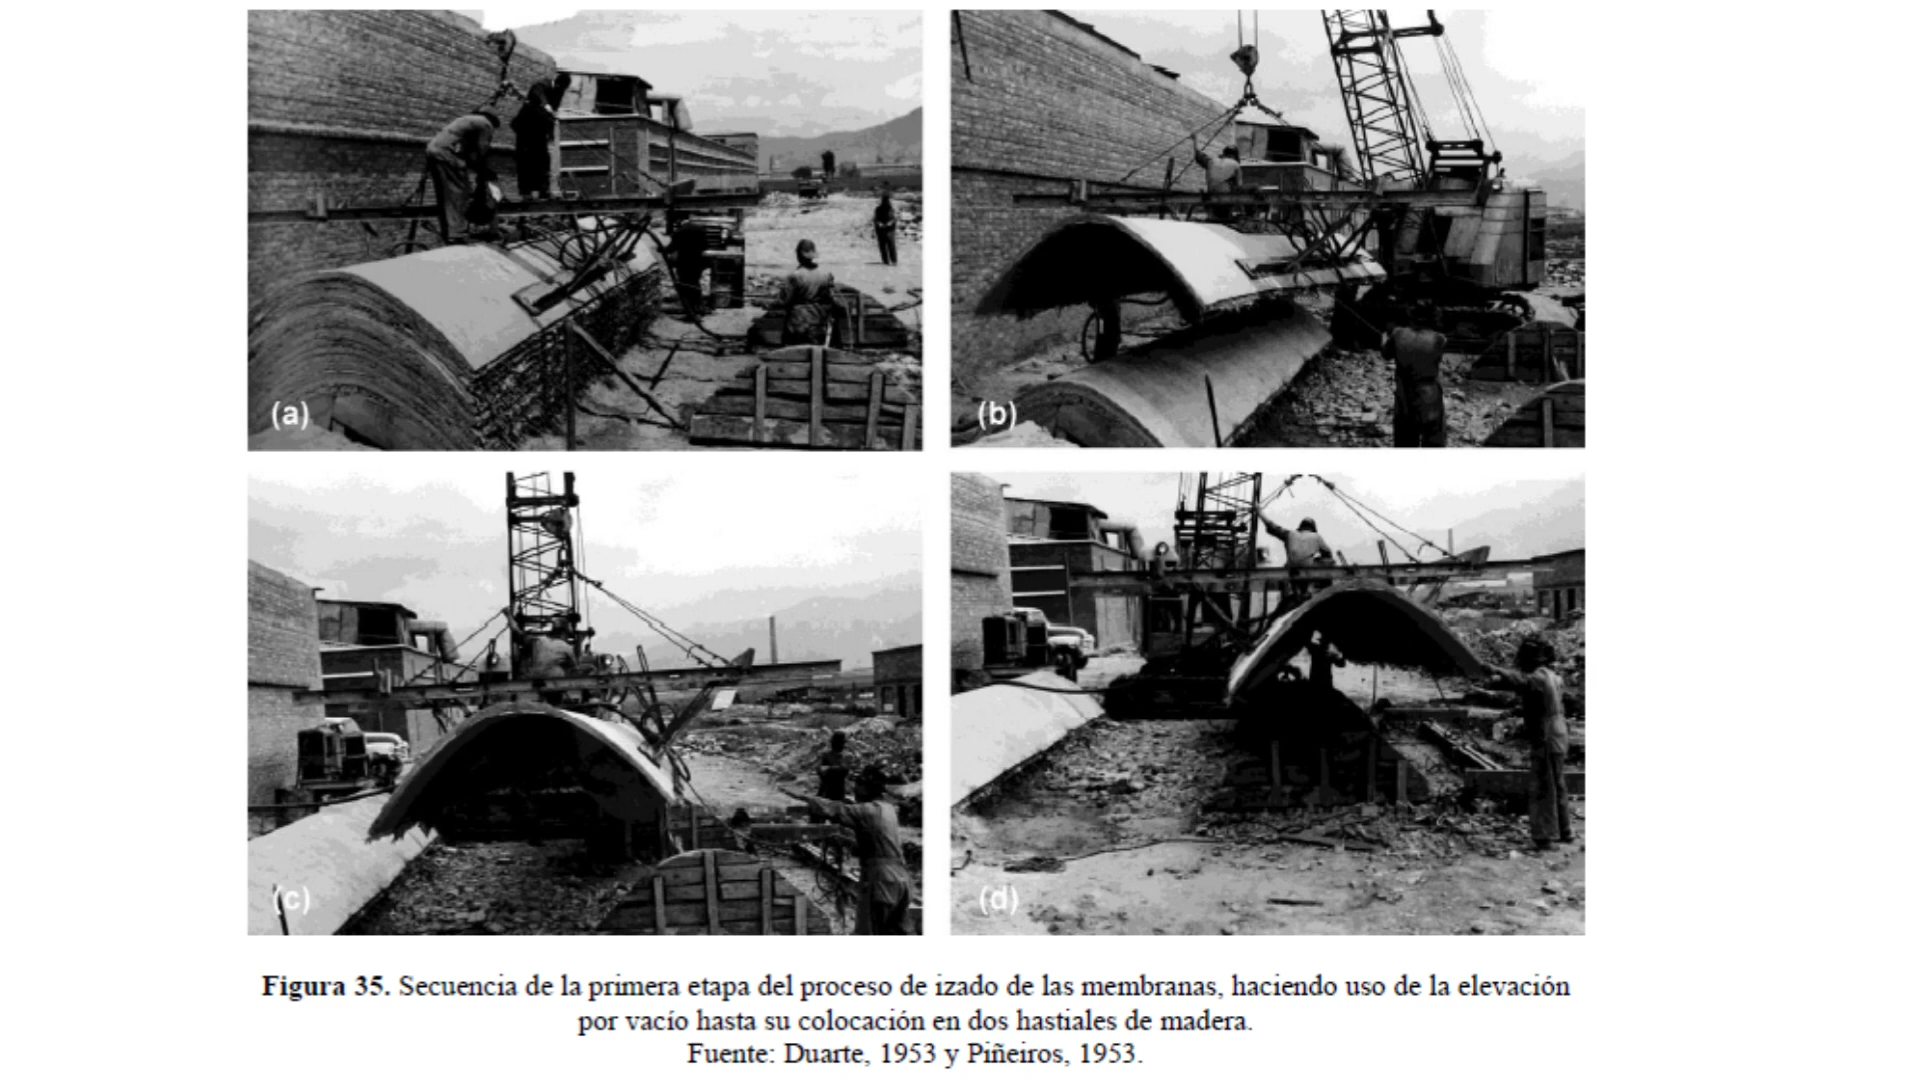 (a)
(b)
(c)
(d)
Figura 35. Secuencia de la primera etapa del proceso de izado de las membranas, haciendo uso de la elevación
por vacío hasta su colocación en dos hastiales de madera.
Fuente: Duarte, 1953 y Piñeiros, 1953.